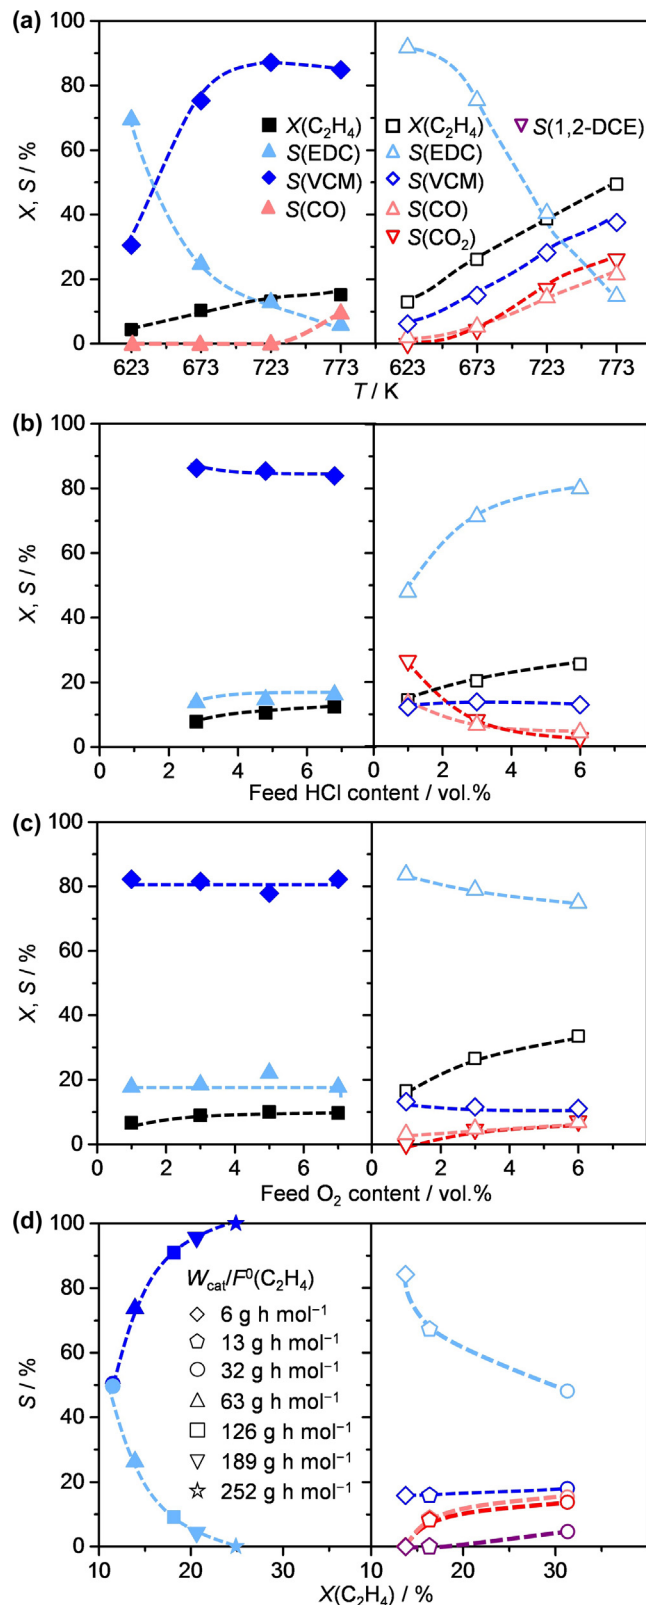 (a)
100
80
60
40
20
0
X, S / %
X(C₂H₄)
S(EDC)
S(VCM)
S(CO)
X(C₂H₄)
S(EDC)
S(VCM)
S(CO)
S(CO₂)
S(1,2-DCE)
623 673 723 773 623 673 723 773
T / K
(b)
100
80
60
40
20
0
X, S / %
0 2 4 6 0 2 4 6
Feed HCl content / vol.%
(c)
100
80
60
40
20
0
X, S / %
0 2 4 6 0 2 4 6
Feed O₂ content / vol.%
(d)
100
80
60
40
20
0
S / %
W_cat/F⁰(C₂H₄)
6 g h mol⁻¹
13 g h mol⁻¹
32 g h mol⁻¹
63 g h mol⁻¹
126 g h mol⁻¹
189 g h mol⁻¹
252 g h mol⁻¹
10 20 30 10 20 30
X(C₂H₄) / %